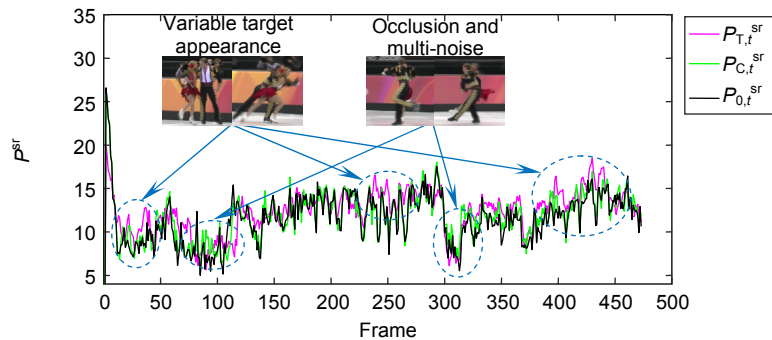 Variable target
appearance
Occlusion and
multi-noise
P_T,t^sr
P_C,t^sr
P_0,t^sr
P^sr
35
30
25
20
15
10
5
0 50 100 150 200 250 300 350 400 450 500
Frame